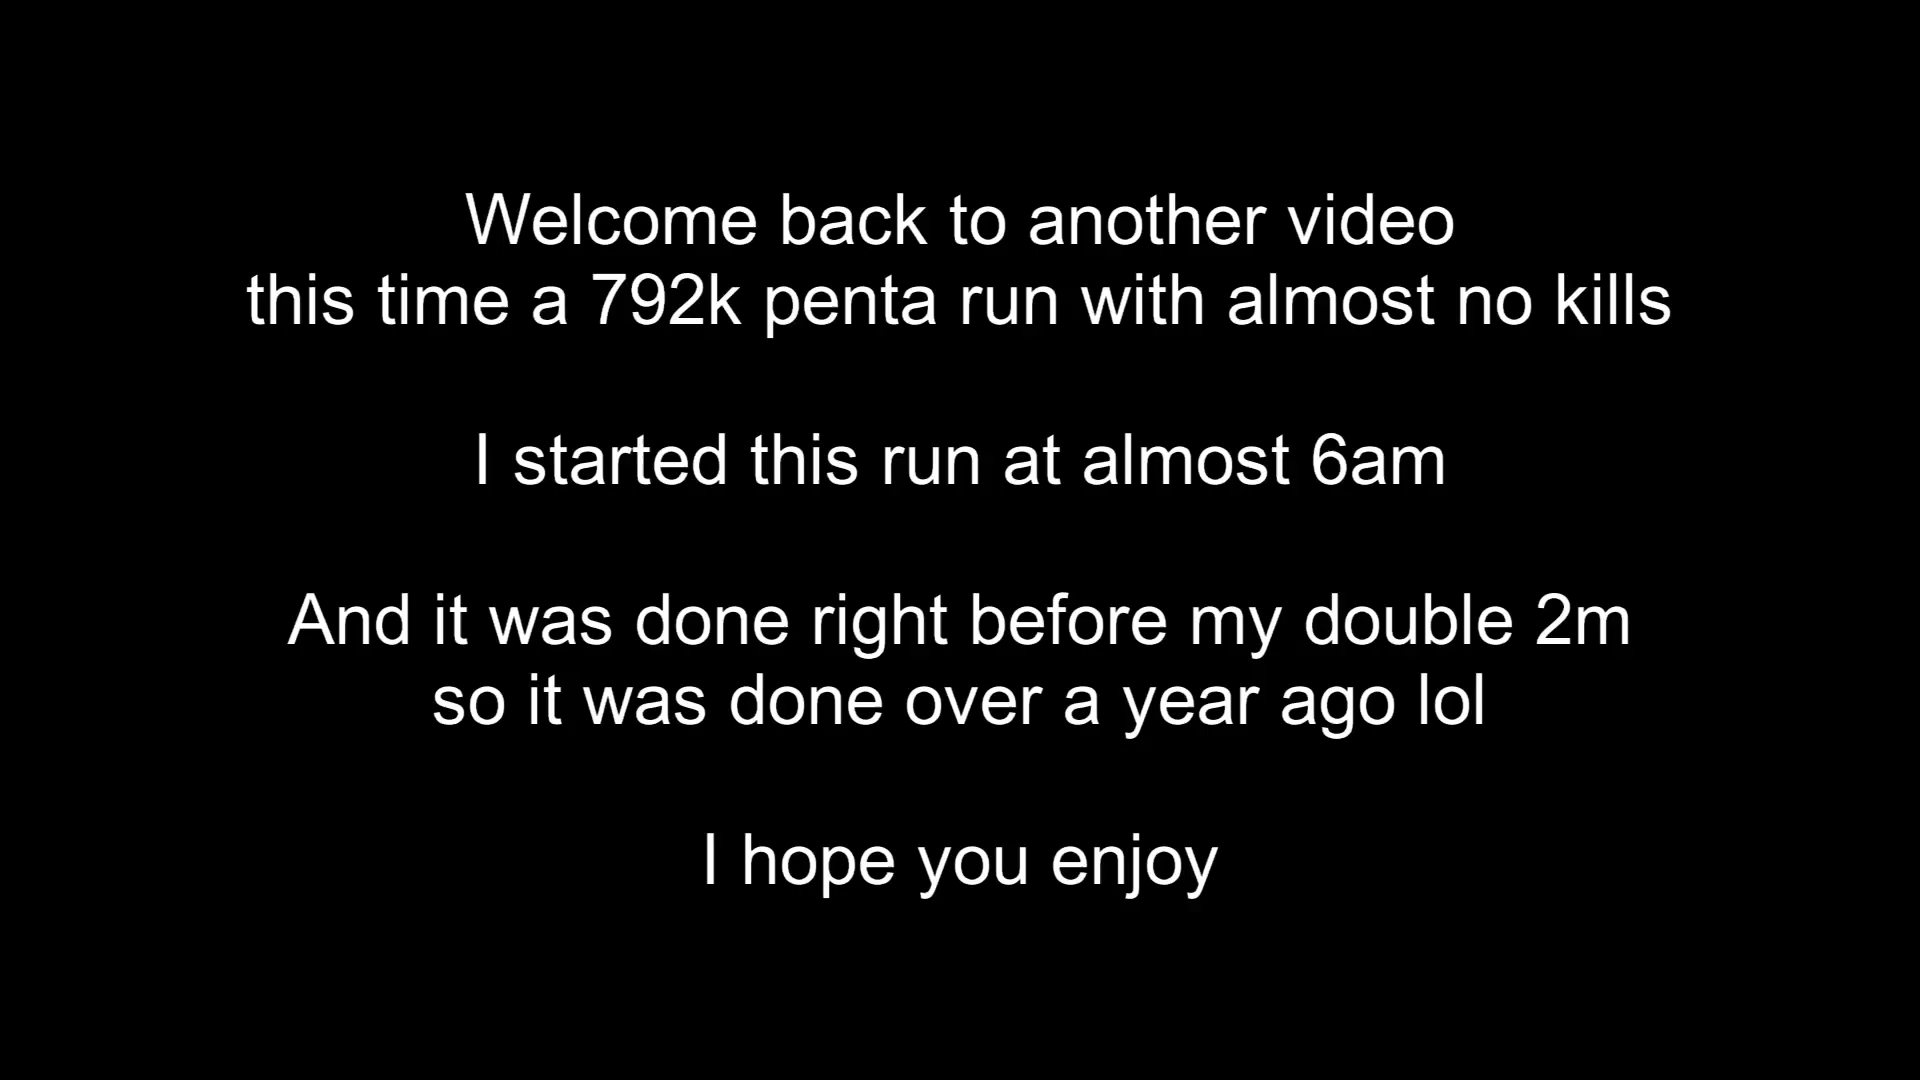 Welcome back to another video
this time a 792k penta run with almost no kills
I started this run at almost 6am
And it was done right before my double 2m
so it was done over a year ago lol
I hope you enjoy